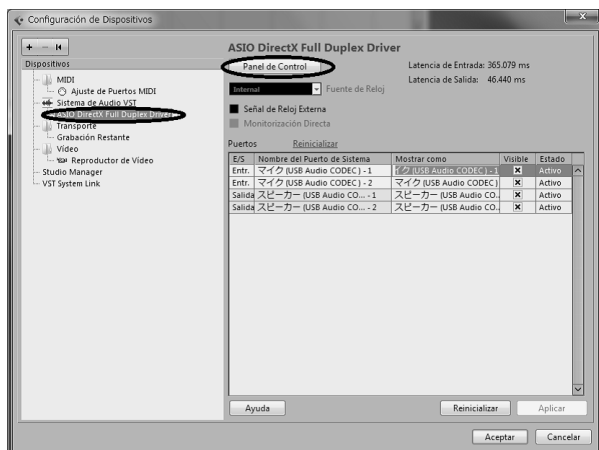 Configuración de Dispositivos
Dispositivos
MIDI
Ajuste de Puertos MIDI
Sistema de Audio VST
ASIO DirectX Full Duplex Driver
Transporte
Grabación Restante
Vídeo
Reproductor de Vídeo
Studio Manager
VST System Link
ASIO DirectX Full Duplex Driver
Panel de Control
Latencia de Entrada: 365.079 ms
Latencia de Salida: 46.440 ms
Internal Fuente de Reloj
Señal de Reloj Externa
Monitorización Directa
Puertos Reinicializar
E/S Nombre del Puerto de Sistema Mostrar como Visible Estado
Entr. マイク (USB Audio CODEC ) - 1 イク (USB Audio CODEC ) - 1 Activo
Entr. マイク (USB Audio CODEC ) - 2 マイク (USB Audio CODEC ) Activo
Salida スピーカー (USB Audio CO... - 1 スピーカー (USB Audio CO.. Activo
Salida スピーカー (USB Audio CO... - 2 スピーカー (USB Audio CO.. Activo
Ayuda Reinicializar Aplicar
Aceptar Cancelar